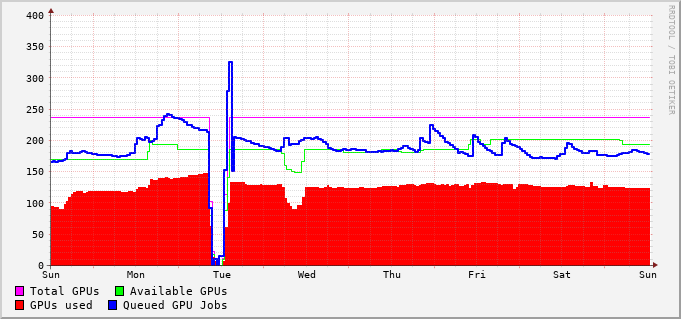 400
350
300
250
200
150
100
50
0
Sun Mon Tue Wed Thu Fri Sat Sun
Total GPUs Available GPUs
GPUs used Queued GPU Jobs
RRDTOOL / TOBI OETIKER